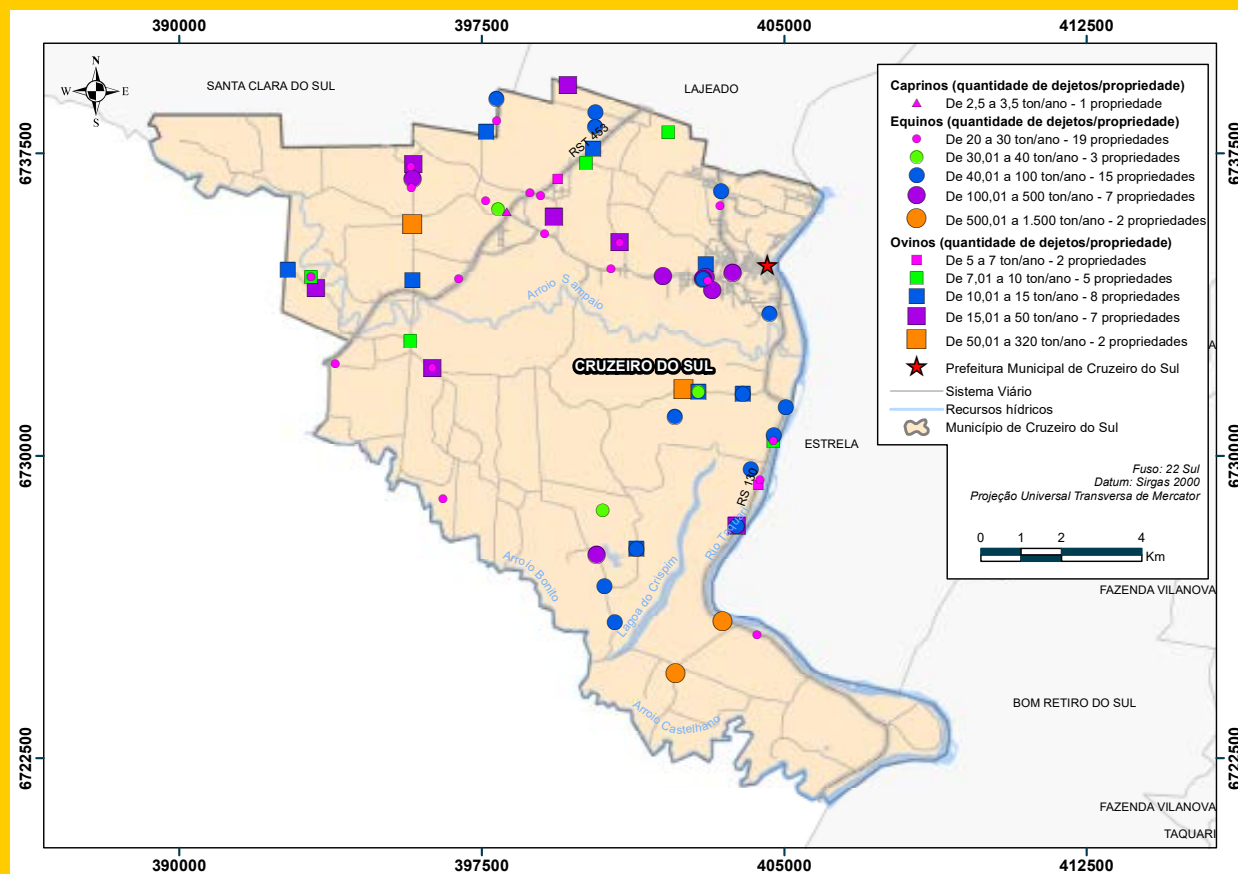 390000
397500
405000
412500
N
W
E
S
SANTA CLARA DO SUL
LAJEADO
6737500
6737500
RST 453
Caprinos (quantidade de dejetos/propriedade)
De 2,5 a 3,5 ton/ano - 1 propriedade
Equinos (quantidade de dejetos/propriedade)
De 20 a 30 ton/ano - 19 propriedades
De 30,01 a 40 ton/ano - 3 propriedades
De 40,01 a 100 ton/ano - 15 propriedades
De 100,01 a 500 ton/ano - 7 propriedades
De 500,01 a 1.500 ton/ano - 2 propriedades
Ovinos (quantidade de dejetos/propriedade)
De 5 a 7 ton/ano - 2 propriedades
De 7,01 a 10 ton/ano - 5 propriedades
De 10,01 a 15 ton/ano - 8 propriedades
De 15,01 a 50 ton/ano - 7 propriedades
De 50,01 a 320 ton/ano - 2 propriedades
Prefeitura Municipal de Cruzeiro do Sul
Sistema Viário
Recursos hídricos
Município de Cruzeiro do Sul
Arroio Sampaio
A
CRUZEIRO DO SUL
ESTRELA
6730000
6730000
RS 130
Fuso: 22 Sul
Datum: Sirgas 2000
Projeção Universal Transversa de Mercator
0 1 2 4
Km
Rio Taquari
Arroio Bonito
Lagoa do Crispim
FAZENDA VILANOVA
Arroio Castelhano
BOM RETIRO DO SUL
6722500
6722500
FAZENDA VILANOVA
TAQUARI
390000
397500
405000
412500